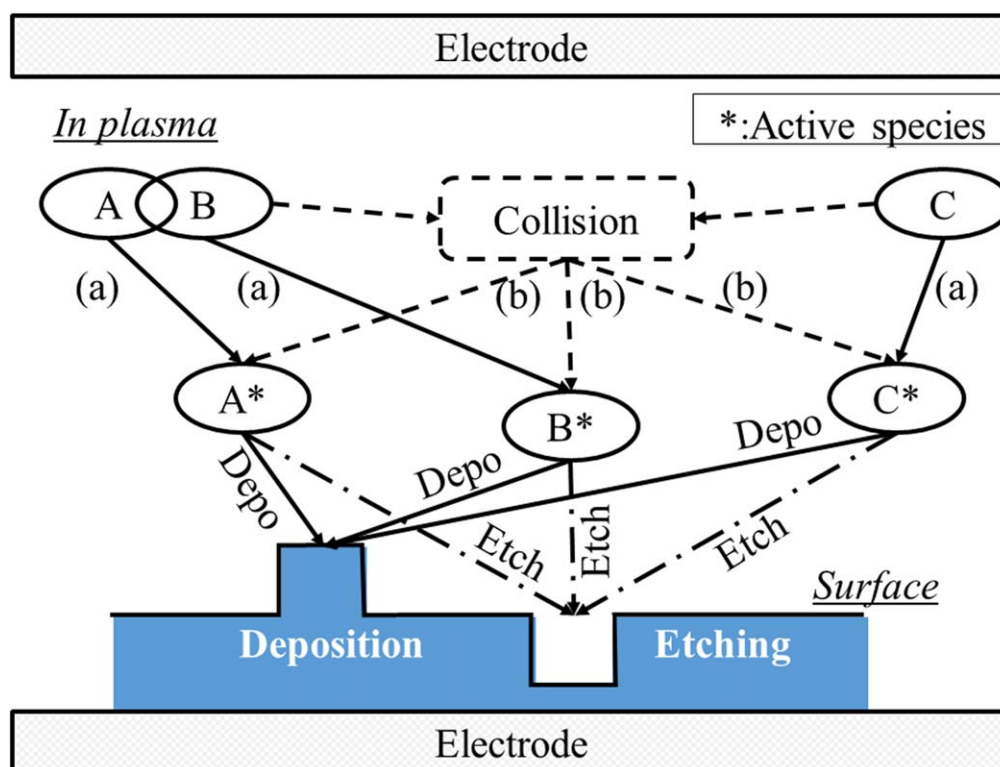 Electrode
In plasma
*:Active species
A B
Collision
C
(a)
(a)
(b)
(b)
(b)
(a)
A*
B*
C*
Depo
Depo
Depo
Etch
Etch
Etch
Surface
Deposition
Etching
Electrode